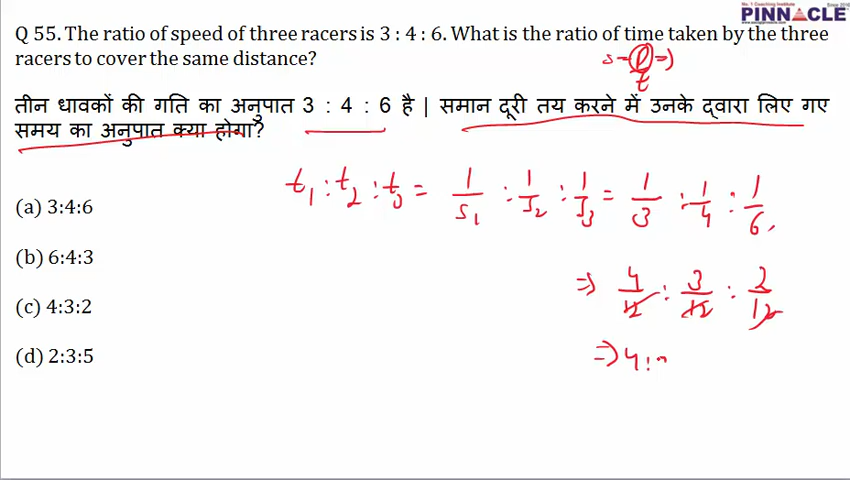 No. 1 Coaching Institute
PINNACLE
Q 55. The ratio of speed of three racers is 3 : 4 : 6. What is the ratio of time taken by the three
racers to cover the same distance?
तीन धावकों की गति का अनुपात 3 : 4 : 6 है | समान दूरी तय करने में उनके द्वारा लिए गए
समय का अनुपात क्या होगा?
t₁ : t₂ : t₃ = 1/S₁ : 1/S₂ : 1/S₃ = 1/3 : 1/4 : 1/6
(a) 3:4:6
(b) 6:4:3
⇒ 4/12 : 3/12 : 2/12
(c) 4:3:2
(d) 2:3:5
⇒ 4 :